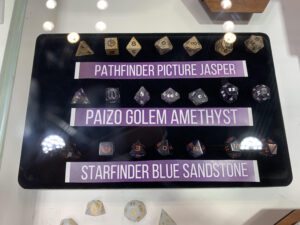 PATHFINDER PICTURE JASPER
PAIZO GOLEM AMETHYST
STARFINDER BLUE SANDSTONE